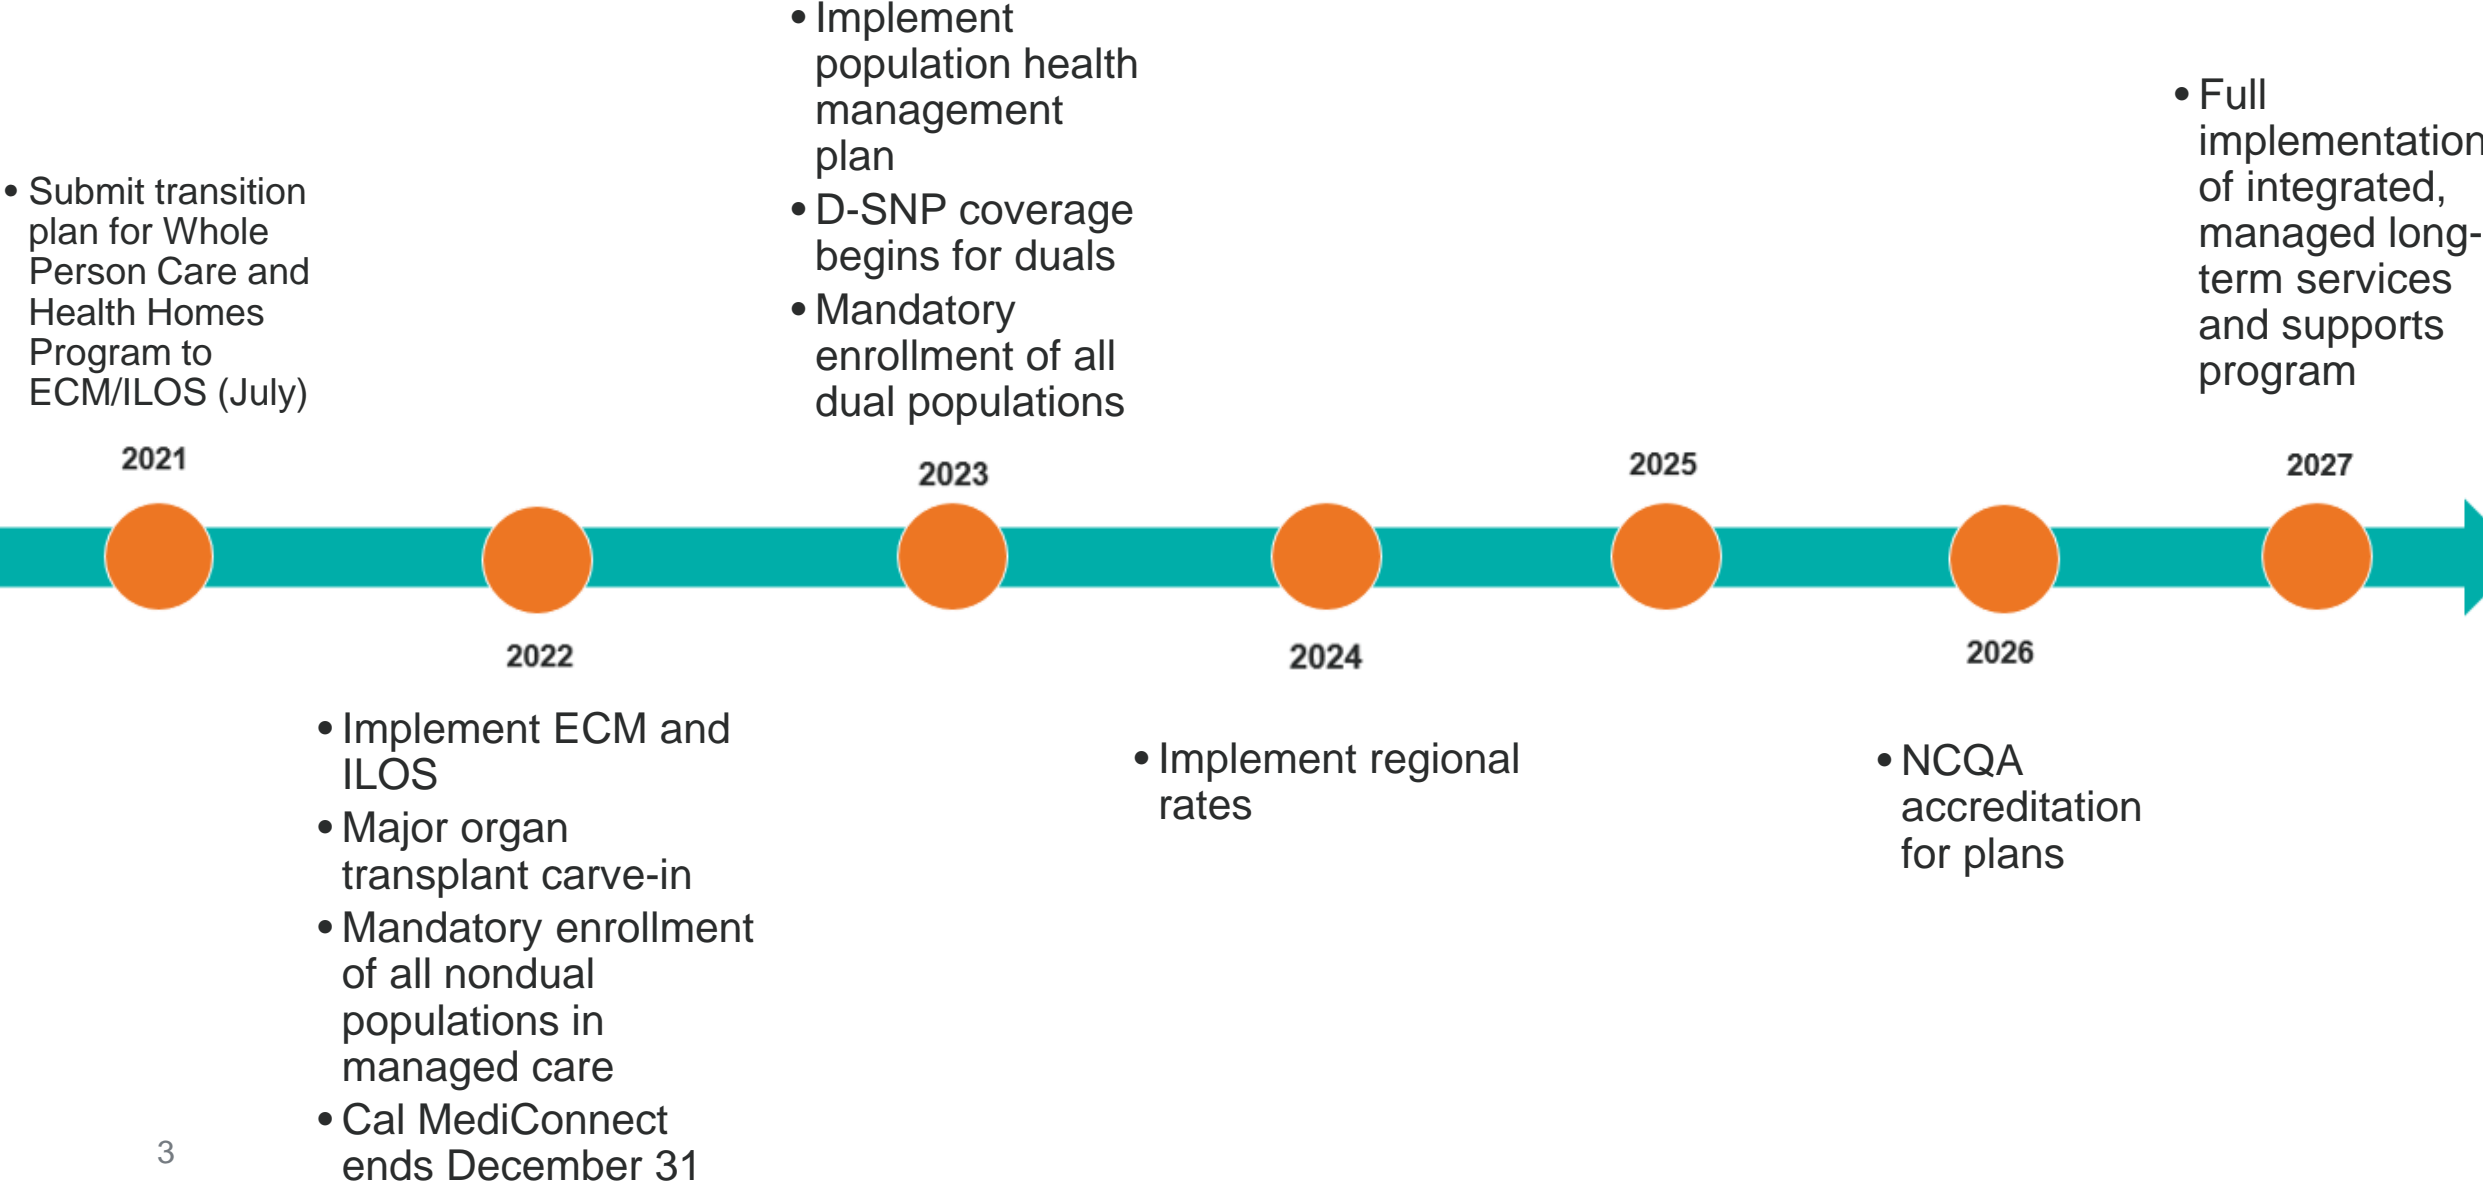 • Submit transition
plan for Whole
Person Care and
Health Homes
Program to
ECM/ILOS (July)
2021
2022
• Implement ECM and
ILOS
• Major organ
transplant carve-in
• Mandatory enrollment
of all nondual
populations in
managed care
• Cal MediConnect
ends December 31
• Implement
population health
management
plan
• D-SNP coverage
begins for duals
• Mandatory
enrollment of all
dual populations
2023
2024
• Implement regional
rates
2025
2026
• NCQA
accreditation
for plans
• Full
implementation
of integrated,
managed long-
term services
and supports
program
2027
3